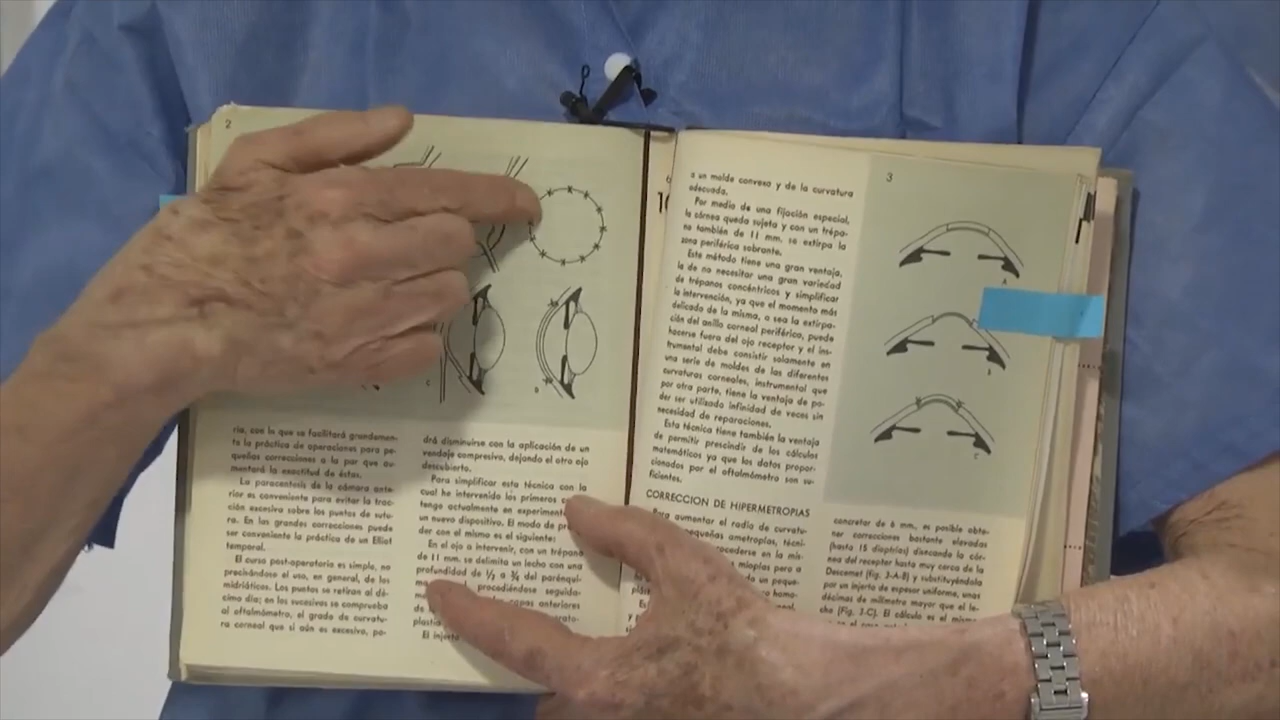 2
C
D
ria, con lo que se facilitará grandemen-
te la práctica de operaciones para pe-
queñas correcciones a la par que au-
mentará la exactitud de éstas.
La paracentesis de la cámara ante-
rior es conveniente para evitar la trac-
ción excesiva sobre los puntos de sutu-
ra. En las grandes correcciones puede
ser conveniente la práctica de un Elliot
temporal.
El curso post-operatorio es simple, no
precisándose el uso, en general, de los
midriáticos. Los puntos se retiran al dé-
cimo día; en los sucesivos se comprueba
al oftalmómetro, el grado de curvatu-
ra corneal que si aún es excesivo, po-
drá disminuirse con la aplicación de un
vendaje compresivo, dejando el otro ojo
descubierto.
Para simplificar esta técnica con la
cual he intervenido los primeros
tengo actualmente en experiment
un nuevo dispositivo. El modo de pr
der con el mismo es el siguiente:
En el ojo a intervenir, con un trépano
de 11 mm. se delimita un lecho con una
profundidad de 1/2 a 3/4 del parénqui-
procediéndose seguida-
capas anteriores
de
plastia
El injerto
a un molde convexo y de la curvatura
adecuada.
Por medio de una fijación especial,
la córnea queda sujeta y con un trépa-
no también de 11 mm. se extirpa la
zona periférica sobrante.
Este método tiene una gran ventaja,
la de no necesitar una gran variedad
de trépanos concéntricos y simplificar
la intervención, ya que el momento más
delicado de la misma, o sea la extirpa-
ción del anillo corneal periférico, puede
hacerse fuera del ojo receptor y el ins-
trumental debe consistir solamente en
una serie de moldes de las diferentes
curvaturas corneales, instrumental que
por otra parte, tiene la ventaja de po-
der ser utilizado infinidad de veces sin
necesidad de reparaciones.
Esta técnica tiene también la ventaja
de permitir prescindir de los cálculos
matemáticos ya que los datos propor-
cionados por el oftalmómetro son su-
ficientes.
CORRECCION DE HIPERMETROPIAS
Para aumentar el radio de curvatu-
pequeñas ametropías, técni-
procederse en la mis-
miopías pero a
un peque-
homo-
3
A
B
C
concreter de 6 mm. es posible obte-
ner correcciones bastante elevadas
(hasta 15 dioptrías) disecando la cór-
nea del receptor hasta muy cerca de la
Descemet (fig. 3-A-B) y substituyéndola
por un injerto de espesor uniforme, unas
décimas de milímetro mayor que el le-
cho (Fig. 3-C). El cálculo es el mismo
en el caso